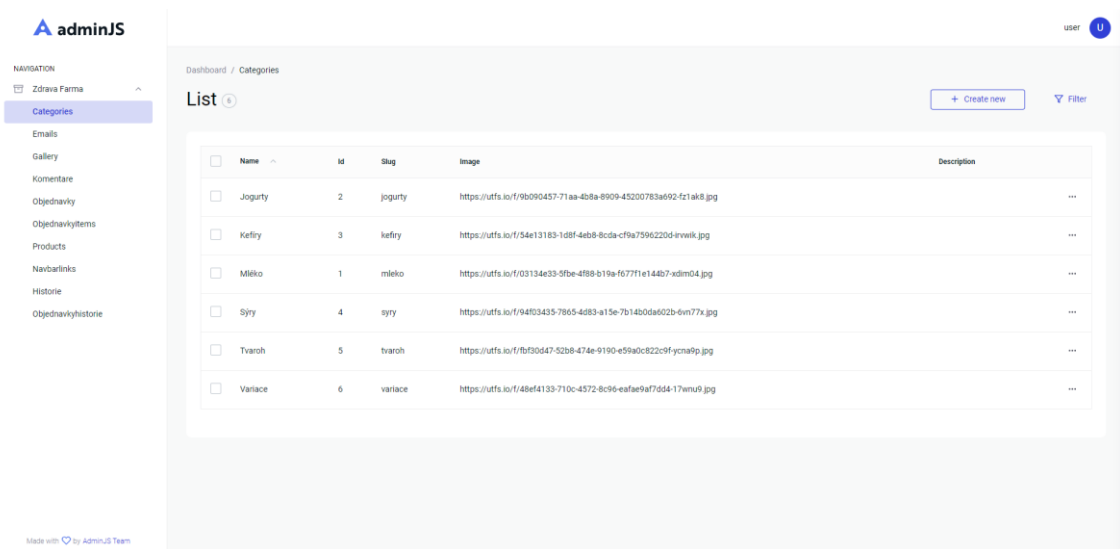 adminJS
user U
NAVIGATION
Zdrava Farma
Categories
Emails
Gallery
Komentare
Objednavky
Objednavkyitems
Products
Navbarlinks
Historie
Objednavkyhistorie
Made with by AdminJS Team
Dashboard / Categories
List 6
+ Create new Filter
Name Id Slug Image Description
Jogurty 2 jogurty https://utfs.io/f/9b090457-71aa-4b8a-8909-45200783a692-fz1ak8.jpg ...
Kefíry 3 kefiry https://utfs.io/f/54e13183-1d8f-4eb8-8cda-cf9a7596220d-irvwik.jpg ...
Mléko 1 mleko https://utfs.io/f/03134e33-5fbe-4f88-b19a-f677f1e144b7-xdim04.jpg ...
Sýry 4 syry https://utfs.io/f/94f03435-7865-4d83-a15e-7b14b0da602b-6vn77x.jpg ...
Tvaroh 5 tvaroh https://utfs.io/f/fbf30d47-52b8-474e-9190-e59a0c822c9f-ycna9p.jpg ...
Variace 6 variace https://utfs.io/f/48ef4133-710c-4572-8c96-eafae9af7dd4-17wnu9.jpg ...